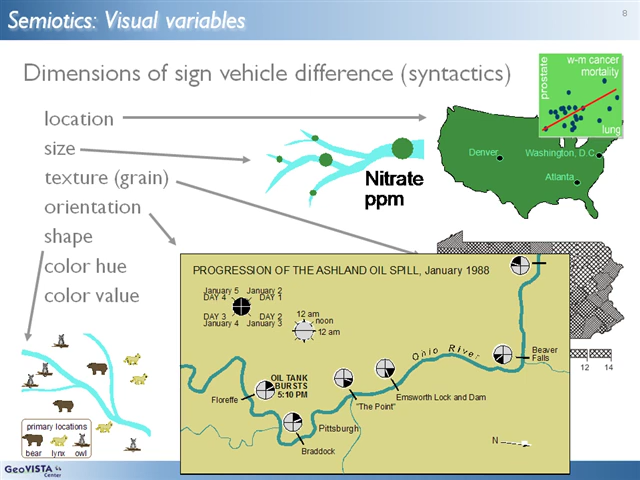 Semiotics: Visual variables
8
Dimensions of sign vehicle difference (syntactics)
location
size
texture (grain)
orientation
shape
color hue
color value
prostate
w-m cancer
mortality
lung
Denver
Washington, D.C.
Atlanta
Nitrate
ppm
12 14
PROGRESSION OF THE ASHLAND OIL SPILL, January 1988
January 5 January 2
DAY 4 DAY 1
DAY 3 DAY 2
January 4 January 3
12 am
noon
12 am
Ohio River
Beaver
Falls
OIL TANK
BURSTS
5:10 PM
Floreffe
"The Point"
Emsworth Lock and Dam
Pittsburgh
Braddock
N
primary locations
bear lynx owl
GeoVISTA
Center